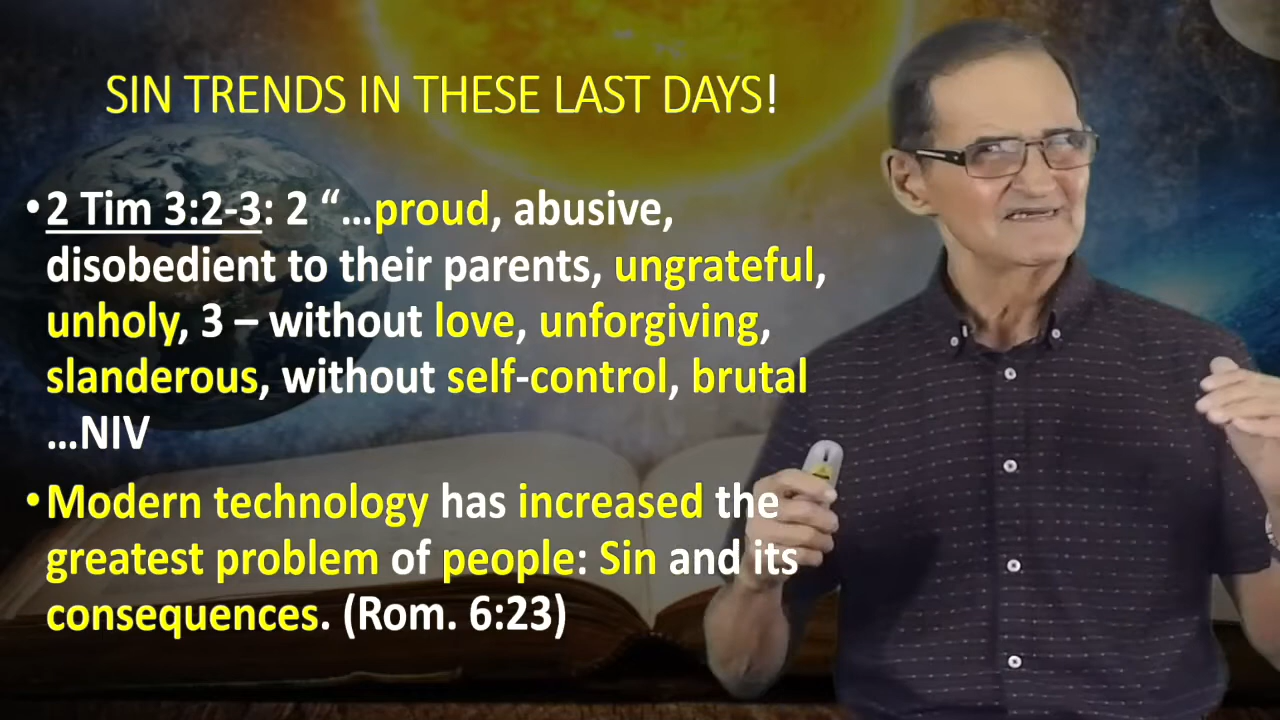 SIN TRENDS IN THESE LAST DAYS!
•2 Tim 3:2-3: 2 “…proud, abusive,
disobedient to their parents, ungrateful,
unholy, 3 – without love, unforgiving,
slanderous, without self-control, brutal
…NIV
•Modern technology has increased the
greatest problem of people: Sin and its
consequences. (Rom. 6:23)